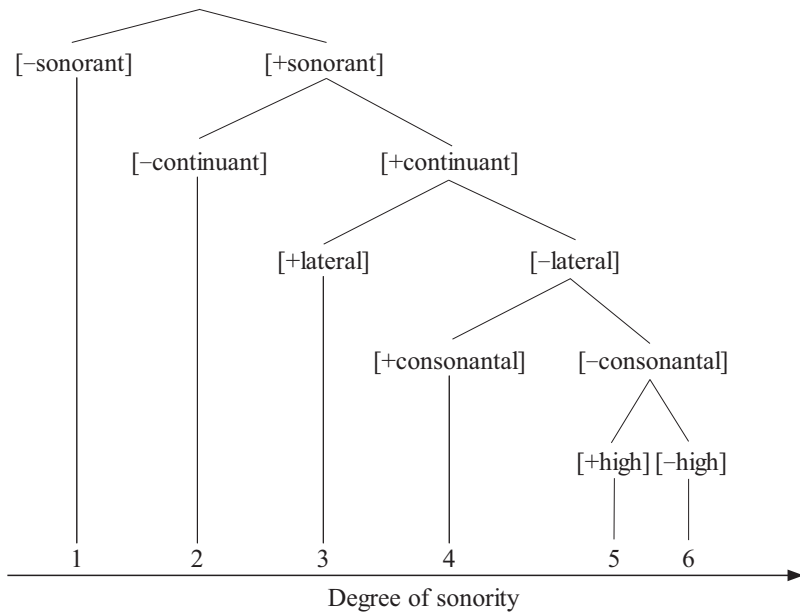 [–sonorant] [+sonorant]
[–continuant] [+continuant]
[+lateral] [–lateral]
[+consonantal] [–consonantal]
[+high] [–high]
1 2 3 4 5 6
Degree of sonority